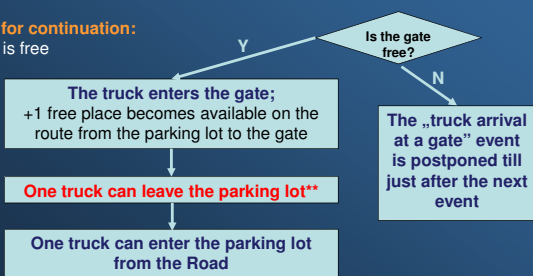 for continuation:
is free
Is the gate
free?
Y
N
The truck enters the gate;
+1 free place becomes available on the
route from the parking lot to the gate
The „truck arrival
at a gate” event
is postponed till
just after the next
event
One truck can leave the parking lot**
One truck can enter the parking lot
from the Road